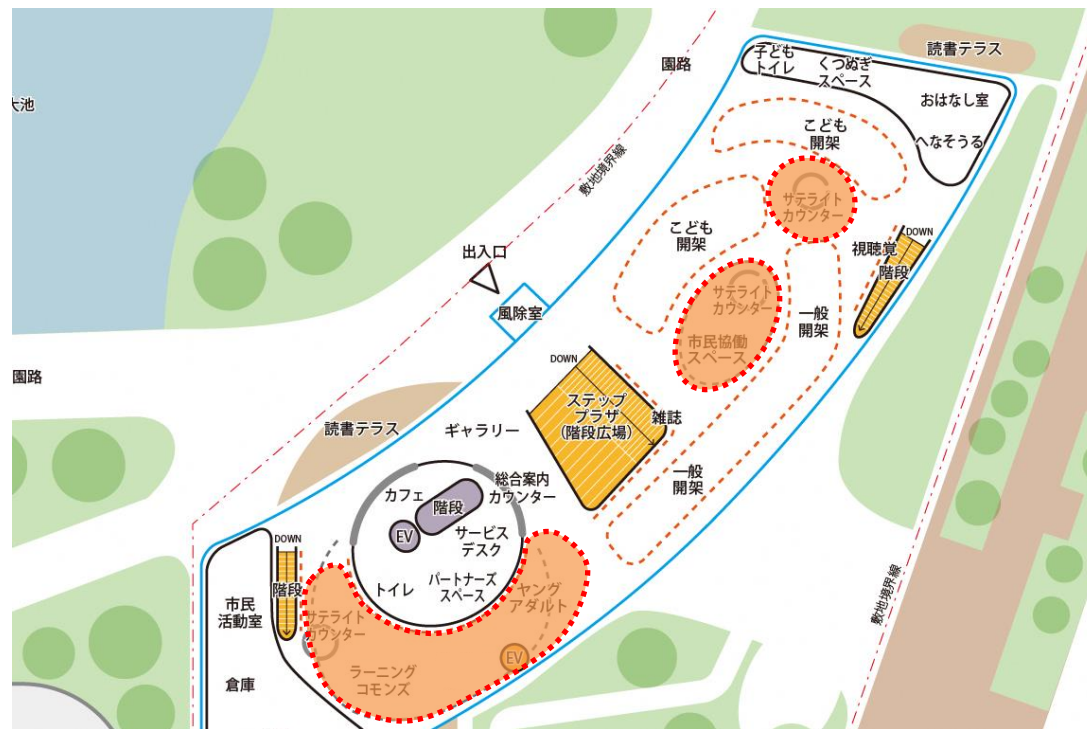 大池
園路
読書テラス
子ども
トイレ
くつぬぎ
スペース
おはなし室
へなそうる
こども
開架
敷地境界線
サテライト
カウンター
こども
開架
DOWN
視聴覚
階段
出入口
風除室
サテライト
カウンター
市民協働
スペース
一般
開架
園路
DOWN
ステップ
プラザ
(階段広場)
雑誌
読書テラス
ギャラリー
一般
開架
カフェ
階段
総合案内
カウンター
EV
サービス
デスク
DOWN
階段
トイレ
パートナーズ
スペース
ヤング
アダルト
敷地境界線
市民
活動室
サテライト
カウンター
EV
ラーニング
コモンズ
倉庫